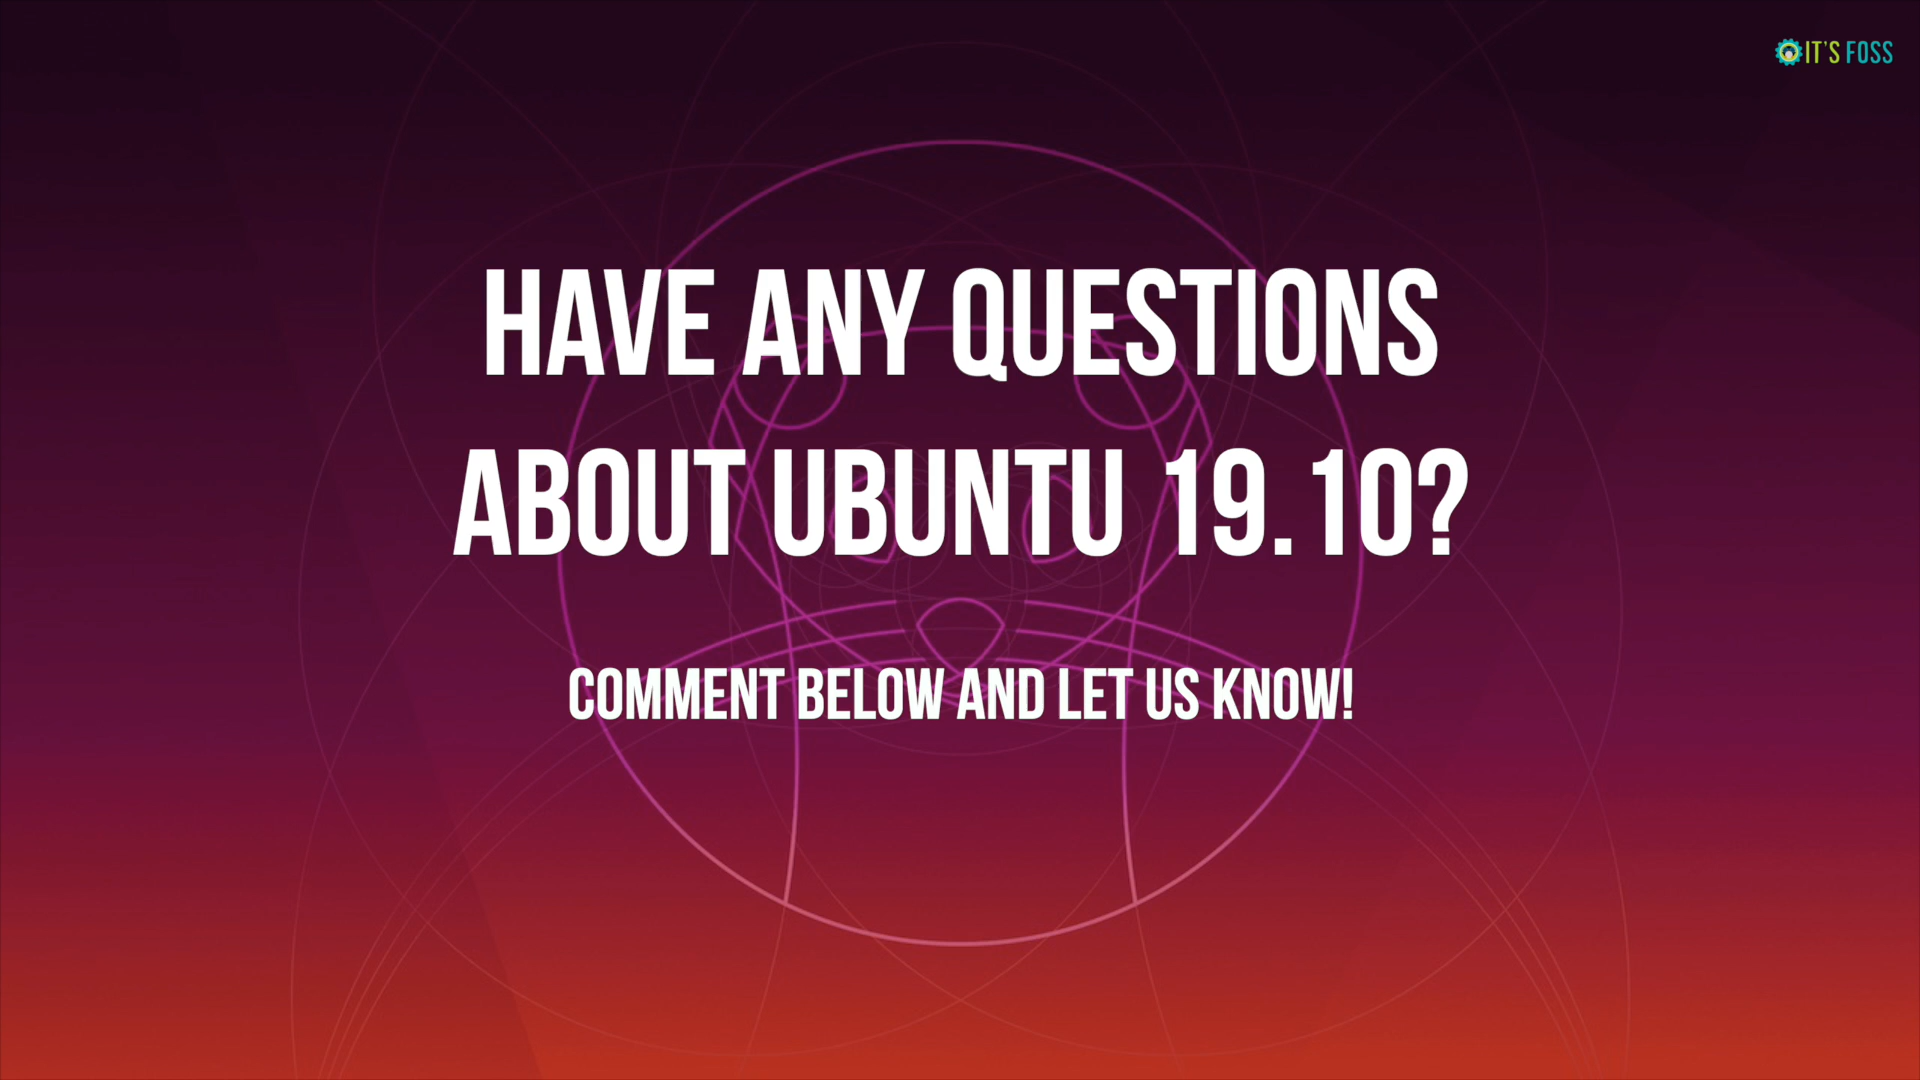 IT'S FOSS
HAVE ANY QUESTIONS
ABOUT UBUNTU 19.10?
COMMENT BELOW AND LET US KNOW!